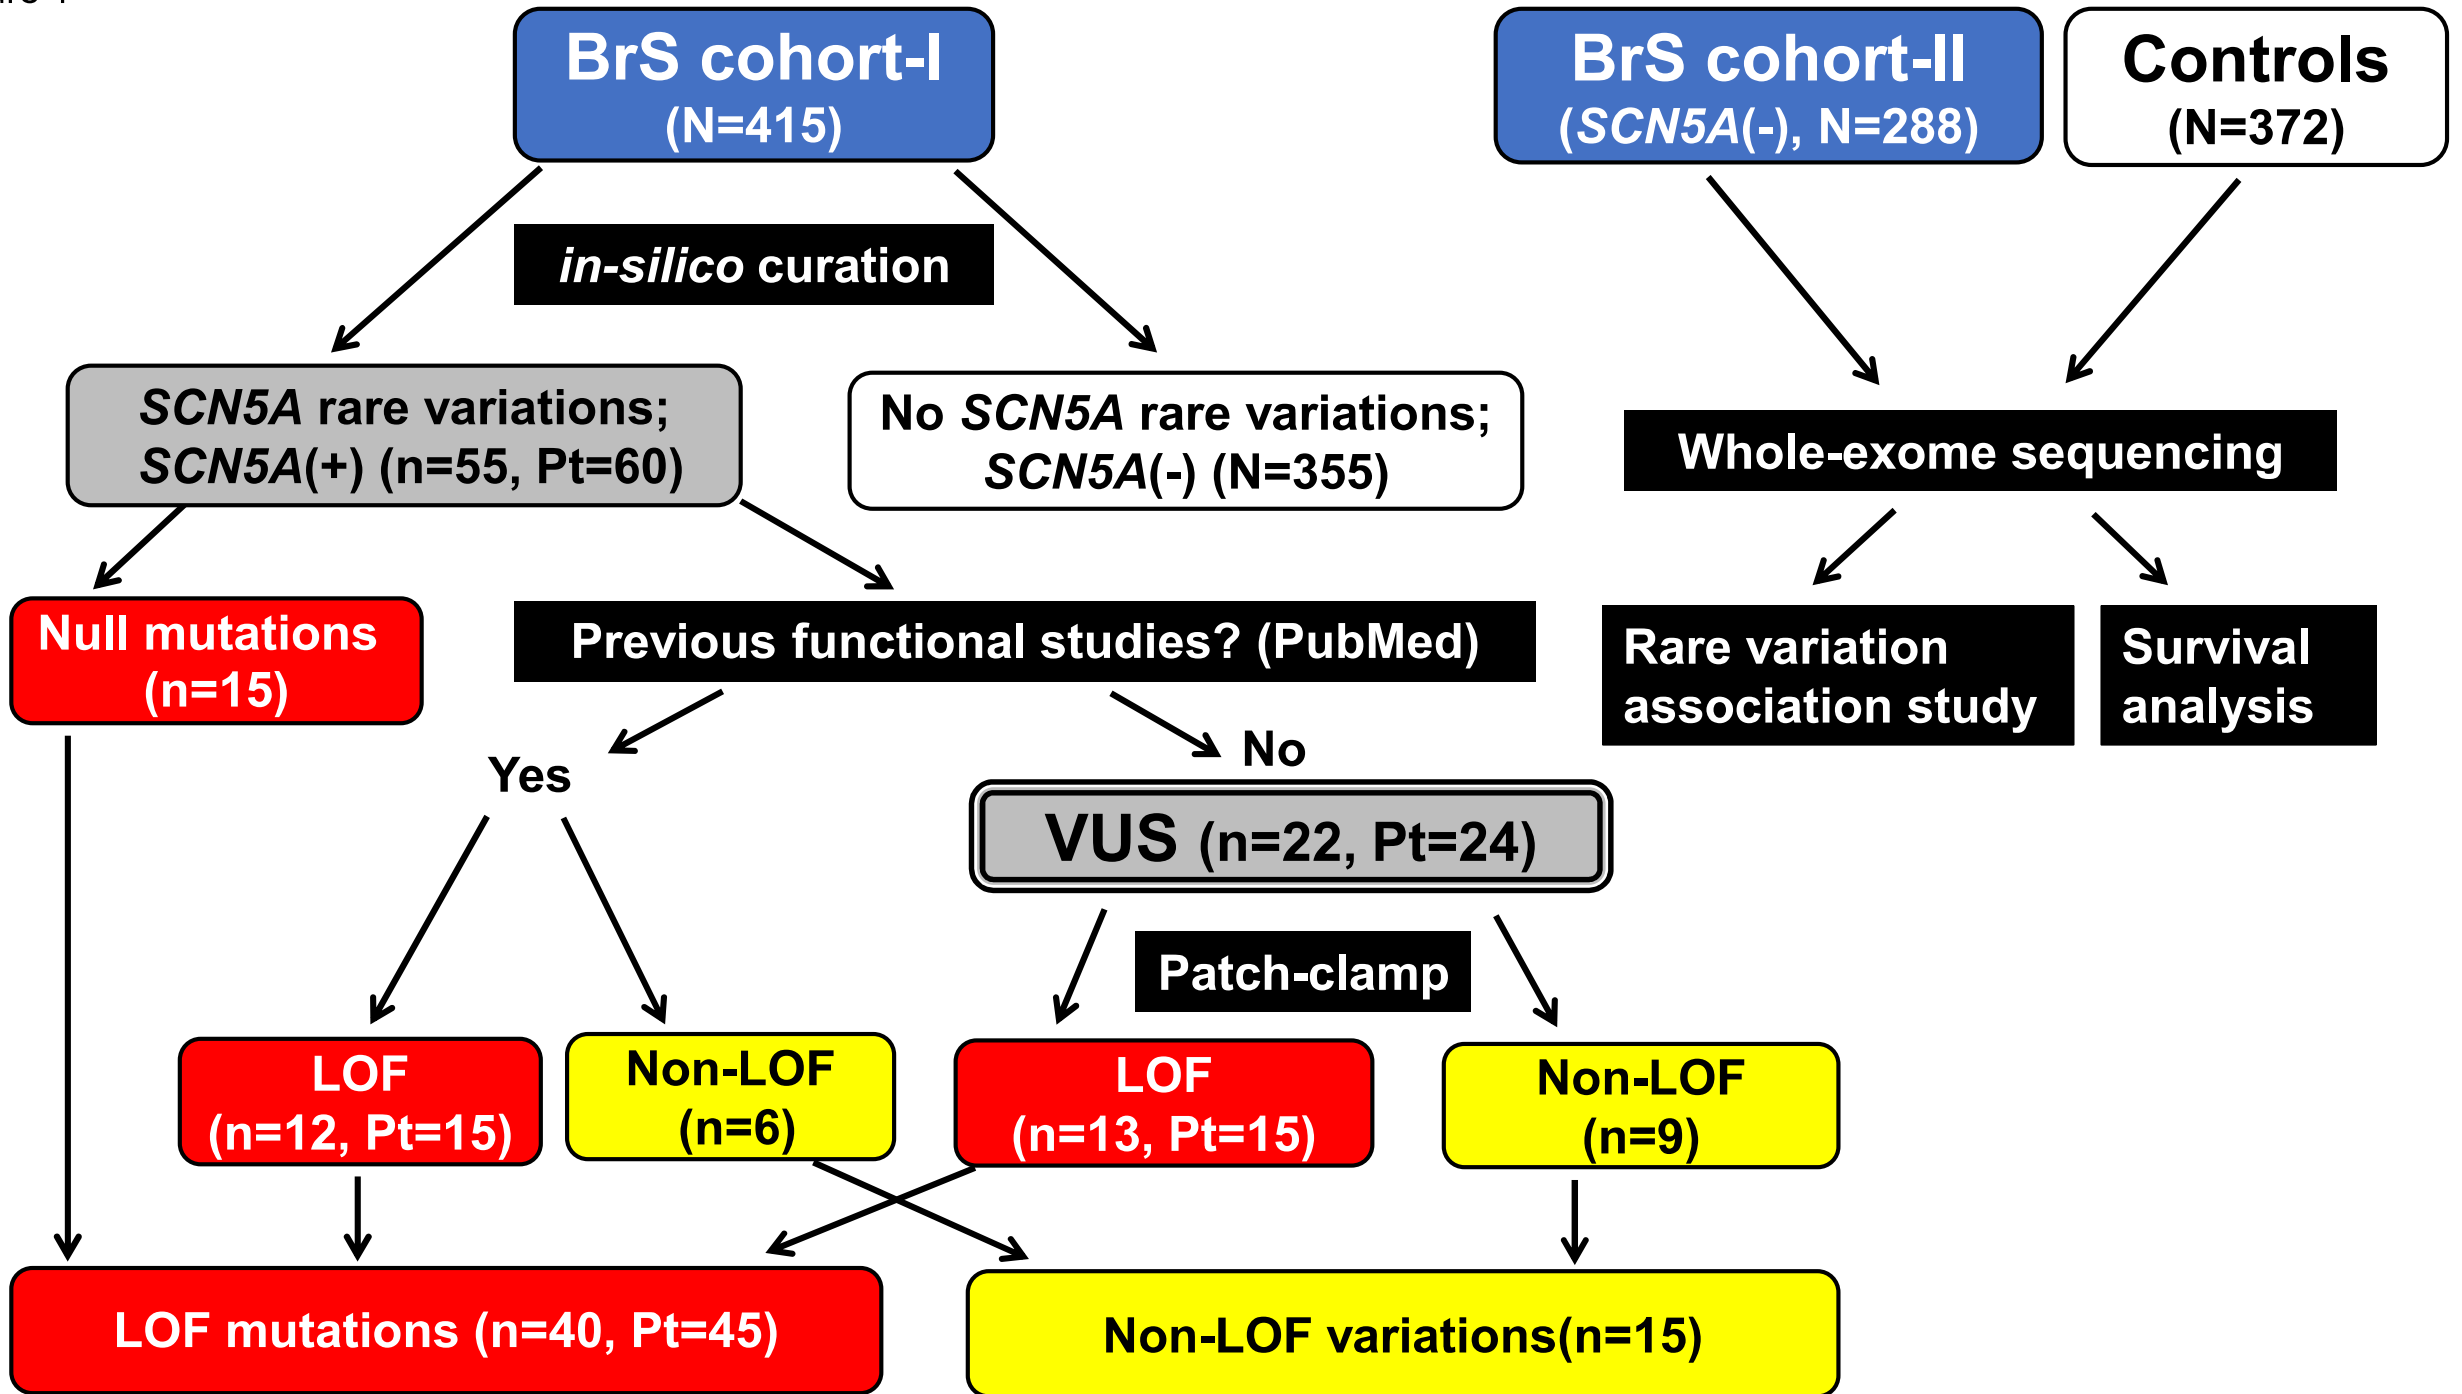 BrS cohort-I
(N=415)
BrS cohort-II
(SCN5A(-), N=288)
Controls
(N=372)
in-silico curation
SCN5A rare variations;
SCN5A(+) (n=55, Pt=60)
No SCN5A rare variations;
SCN5A(-) (N=355)
Whole-exome sequencing
Null mutations
(n=15)
Previous functional studies? (PubMed)
Rare variation
association study
Survival
analysis
Yes
No
VUS (n=22, Pt=24)
Patch-clamp
LOF
(n=12, Pt=15)
Non-LOF
(n=6)
LOF
(n=13, Pt=15)
Non-LOF
(n=9)
LOF mutations (n=40, Pt=45)
Non-LOF variations(n=15)